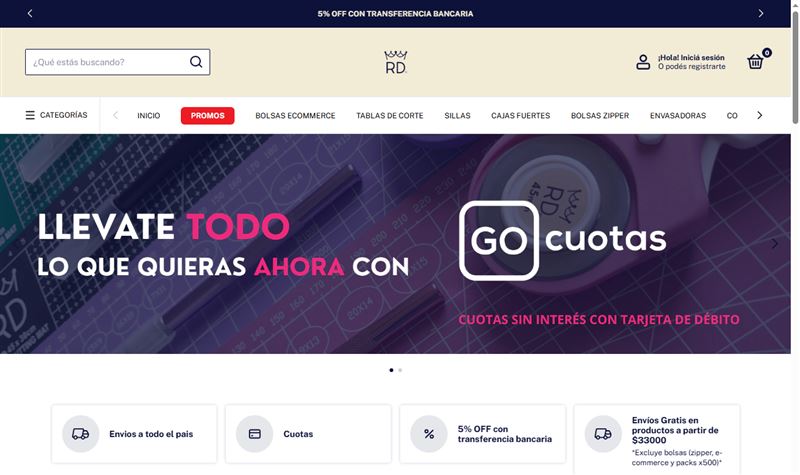 5% OFF CON TRANSFERENCIA BANCARIA
¿Qué estás buscando?
RD.
¡Hola! Iniciá sesión
O podés registrarte
0
CATEGORÍAS
INICIO
PROMOS
BOLSAS ECOMMERCE
TABLAS DE CORTE
SILLAS
CAJAS FUERTES
BOLSAS ZIPPER
ENVASADORAS
CO
LLEVATE TODO
LO QUE QUIERAS AHORA CON
GO cuotas
CUOTAS SIN INTERÉS CON TARJETA DE DÉBITO
Envios a todo el pais
Cuotas
5% OFF con
transferencia bancaria
Envíos Gratis en
productos a partir de
$33000
*Excluye bolsas (zipper, e-
commerce y packs x500)*